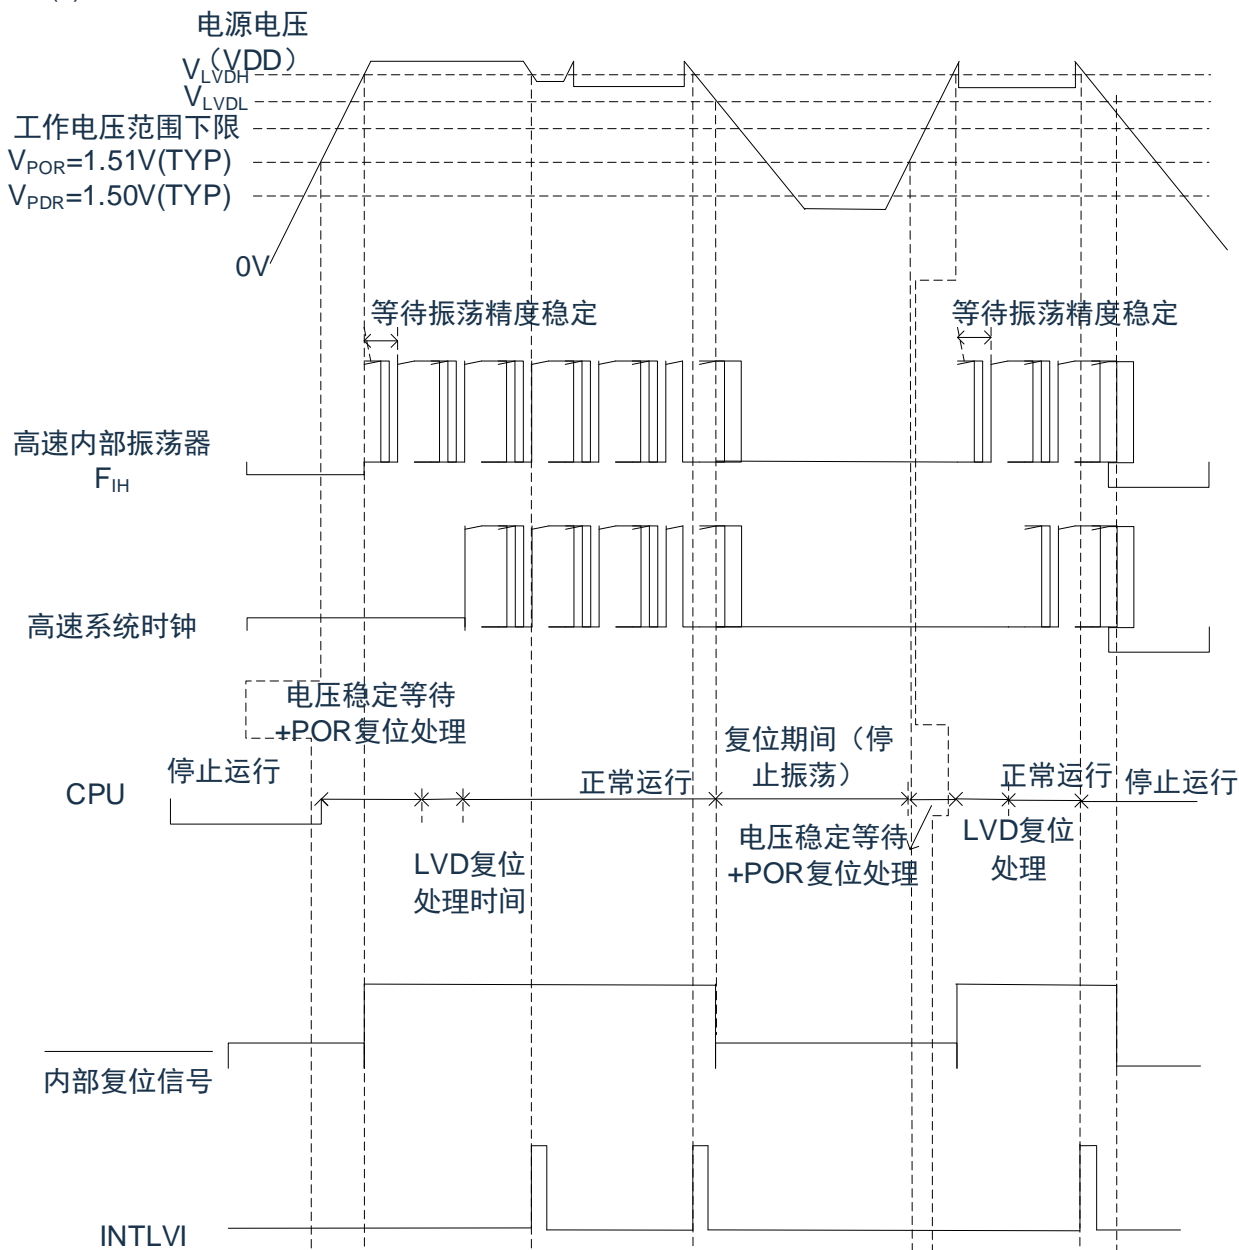 电源电压
（VDD）
VLVDH
VLVDL
工作电压范围下限
VPOR=1.51V(TYP)
VPDR=1.50V(TYP)
0V
等待振荡精度稳定
等待振荡精度稳定
高速内部振荡器
FIH
高速系统时钟
电压稳定等待
+POR复位处理
复位期间（停
止振荡）
CPU
停止运行
正常运行
正常运行
停止运行
LVD复位
处理时间
电压稳定等待
+POR复位处理
LVD复位
处理
内部复位信号
INTLVI